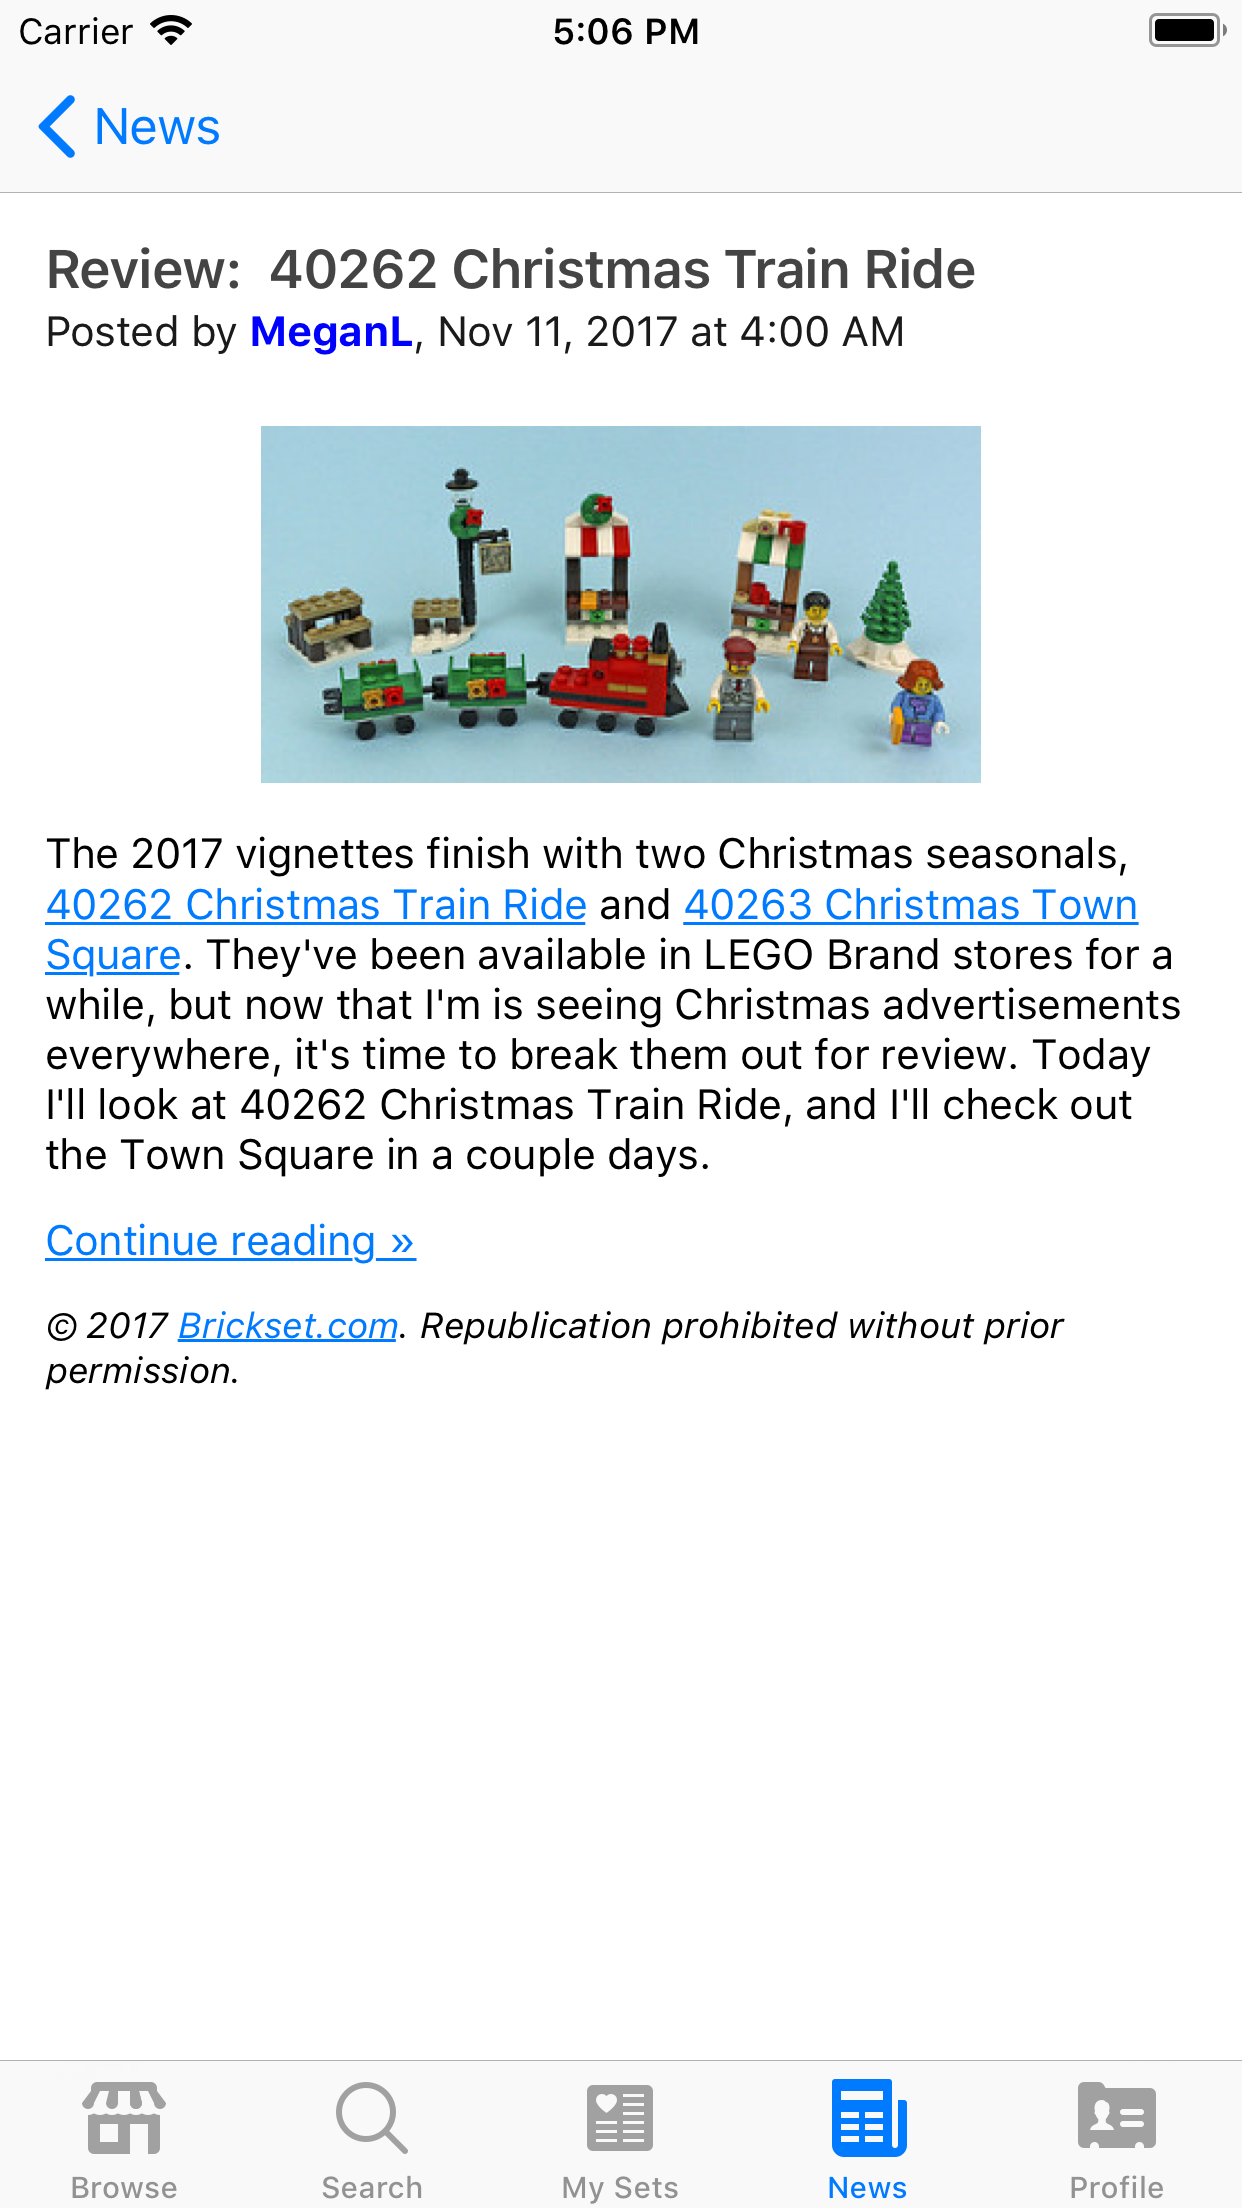 Carrier
5:06 PM
News
Review:  40262 Christmas Train Ride
Posted by MeganL, Nov 11, 2017 at 4:00 AM
The 2017 vignettes finish with two Christmas seasonals,
40262 Christmas Train Ride and 40263 Christmas Town
Square. They've been available in LEGO Brand stores for a
while, but now that I'm is seeing Christmas advertisements
everywhere, it's time to break them out for review. Today
I'll look at 40262 Christmas Train Ride, and I'll check out
the Town Square in a couple days.
Continue reading »
© 2017 Brickset.com. Republication prohibited without prior
permission.
Browse
Search
My Sets
News
Profile